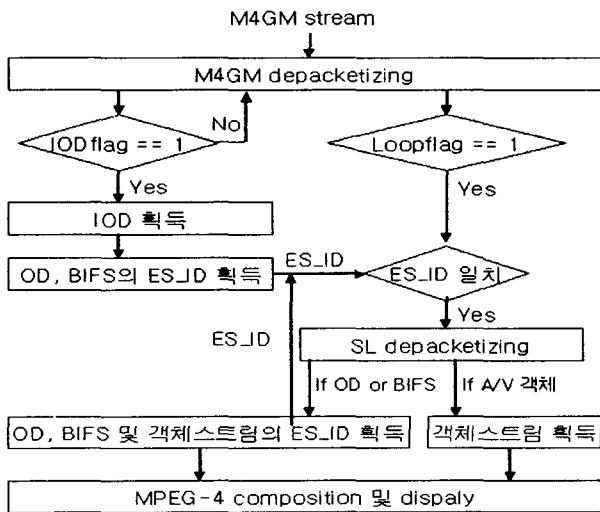 M4GM stream
M4GM depacketizing
No
IODflag == 1
Loopflag == 1
Yes
Yes
IOD 획득
OD, BIFS의 ES_ID 획득
ES_ID
ES_ID 일치
ES_ID
Yes
SL depacketizing
If OD or BIFS
If A/V 객체
OD, BIFS 및 객체스트림의 ES_ID 획득
객체스트림 획득
MPEG-4 composition 및 dispaly